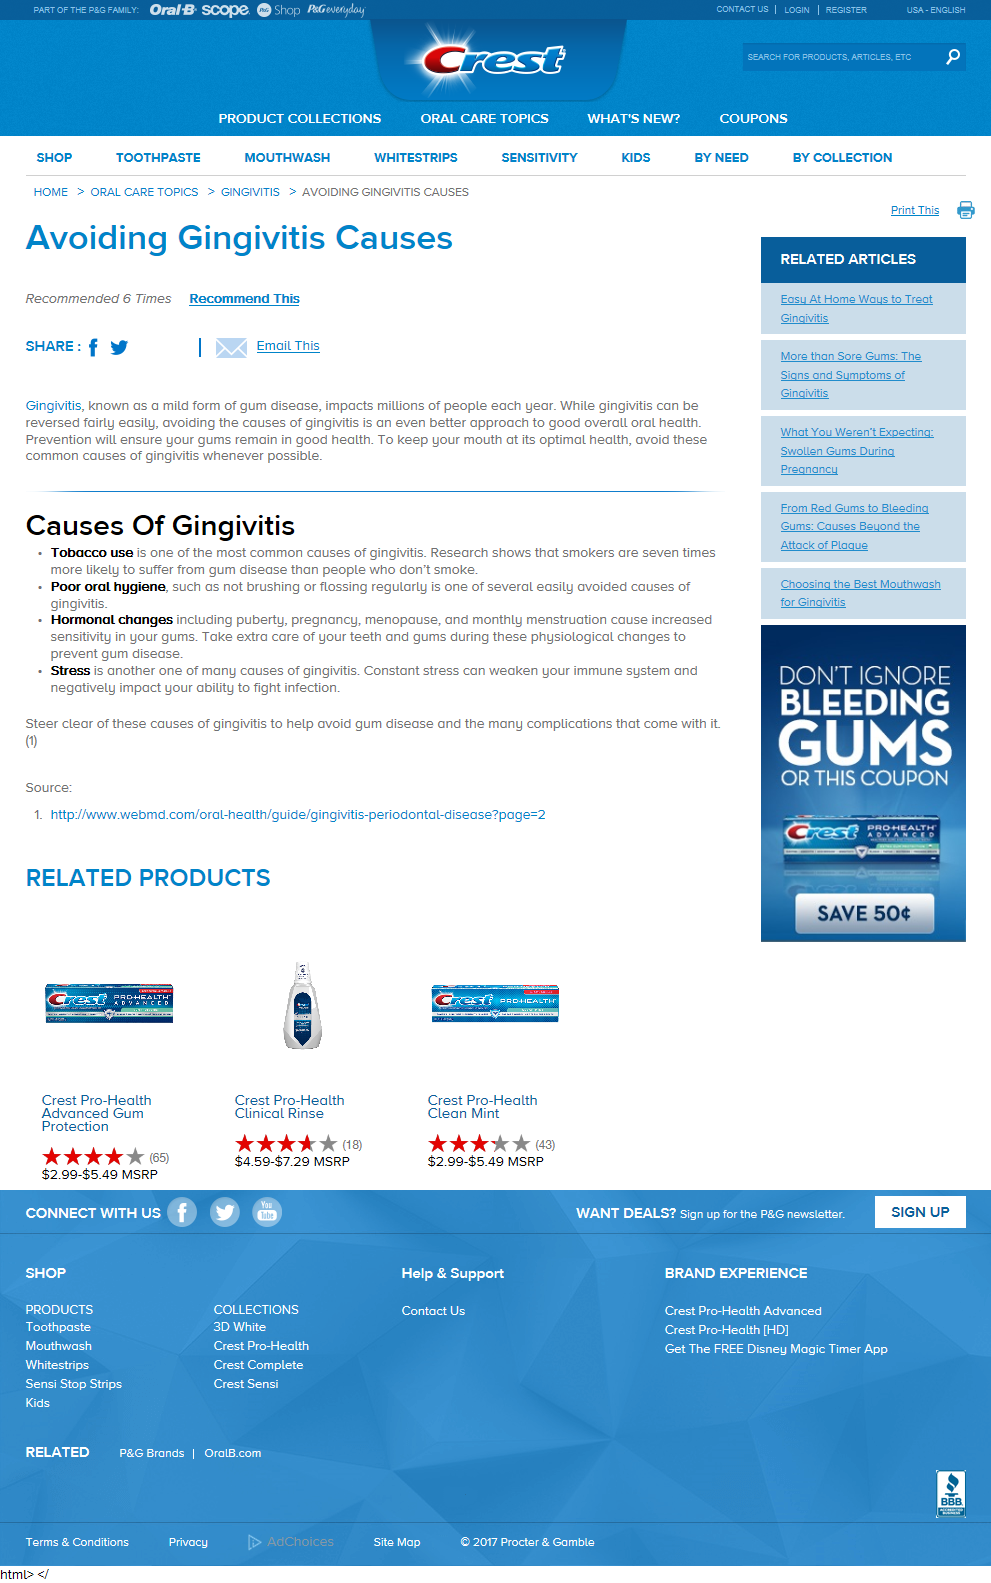 PART OF THE P&G FAMILY: Oral-B scope P&G Shop P&G everyday
CONTACT US | LOGIN | REGISTER USA - ENGLISH
Crest
SEARCH FOR PRODUCTS, ARTICLES, ETC
PRODUCT COLLECTIONS ORAL CARE TOPICS WHAT'S NEW? COUPONS
SHOP TOOTHPASTE MOUTHWASH WHITESTRIPS SENSITIVITY KIDS BY NEED BY COLLECTION
HOME > ORAL CARE TOPICS > GINGIVITIS > AVOIDING GINGIVITIS CAUSES
Print This
Avoiding Gingivitis Causes
Recommended 6 Times Recommend This
SHARE : | Email This
Gingivitis, known as a mild form of gum disease, impacts millions of people each year. While gingivitis can be
reversed fairly easily, avoiding the causes of gingivitis is an even better approach to good overall oral health.
Prevention will ensure your gums remain in good health. To keep your mouth at its optimal health, avoid these
common causes of gingivitis whenever possible.
Causes Of Gingivitis
• Tobacco use is one of the most common causes of gingivitis. Research shows that smokers are seven times
more likely to suffer from gum disease than people who don't smoke.
• Poor oral hygiene, such as not brushing or flossing regularly is one of several easily avoided causes of
gingivitis.
• Hormonal changes including puberty, pregnancy, menopause, and monthly menstruation cause increased
sensitivity in your gums. Take extra care of your teeth and gums during these physiological changes to
prevent gum disease.
• Stress is another one of many causes of gingivitis. Constant stress can weaken your immune system and
negatively impact your ability to fight infection.
Steer clear of these causes of gingivitis to help avoid gum disease and the many complications that come with it.
(1)
Source:
1. http://www.webmd.com/oral-health/guide/gingivitis-periodontal-disease?page=2
RELATED ARTICLES
Easy At Home Ways to Treat
Gingivitis
More than Sore Gums: The
Signs and Symptoms of
Gingivitis
What You Weren't Expecting:
Swollen Gums During
Pregnancy
From Red Gums to Bleeding
Gums: Causes Beyond the
Attack of Plaque
Choosing the Best Mouthwash
for Gingivitis
DON'T IGNORE
BLEEDING
GUMS
OR THIS COUPON
Crest PRO-HEALTH
ADVANCED
SAVE 50¢
RELATED PRODUCTS
Crest PRO-HEALTH
ADVANCED
Crest PRO-HEALTH
Crest Pro-Health
Advanced Gum
Protection
(65)
$2.99-$5.49 MSRP
Crest Pro-Health
Clinical Rinse
(18)
$4.59-$7.29 MSRP
Crest Pro-Health
Clean Mint
(43)
$2.99-$5.49 MSRP
CONNECT WITH US You Tube
WANT DEALS? Sign up for the P&G newsletter. SIGN UP
SHOP
PRODUCTS
Toothpaste
Mouthwash
Whitestrips
Sensi Stop Strips
Kids
COLLECTIONS
3D White
Crest Pro-Health
Crest Complete
Crest Sensi
Help & Support
Contact Us
BRAND EXPERIENCE
Crest Pro-Health Advanced
Crest Pro-Health [HD]
Get The FREE Disney Magic Timer App
RELATED P&G Brands | OralB.com
BBB
ACCREDITED
BUSINESS
Terms & Conditions Privacy AdChoices Site Map © 2017 Procter & Gamble
html> </